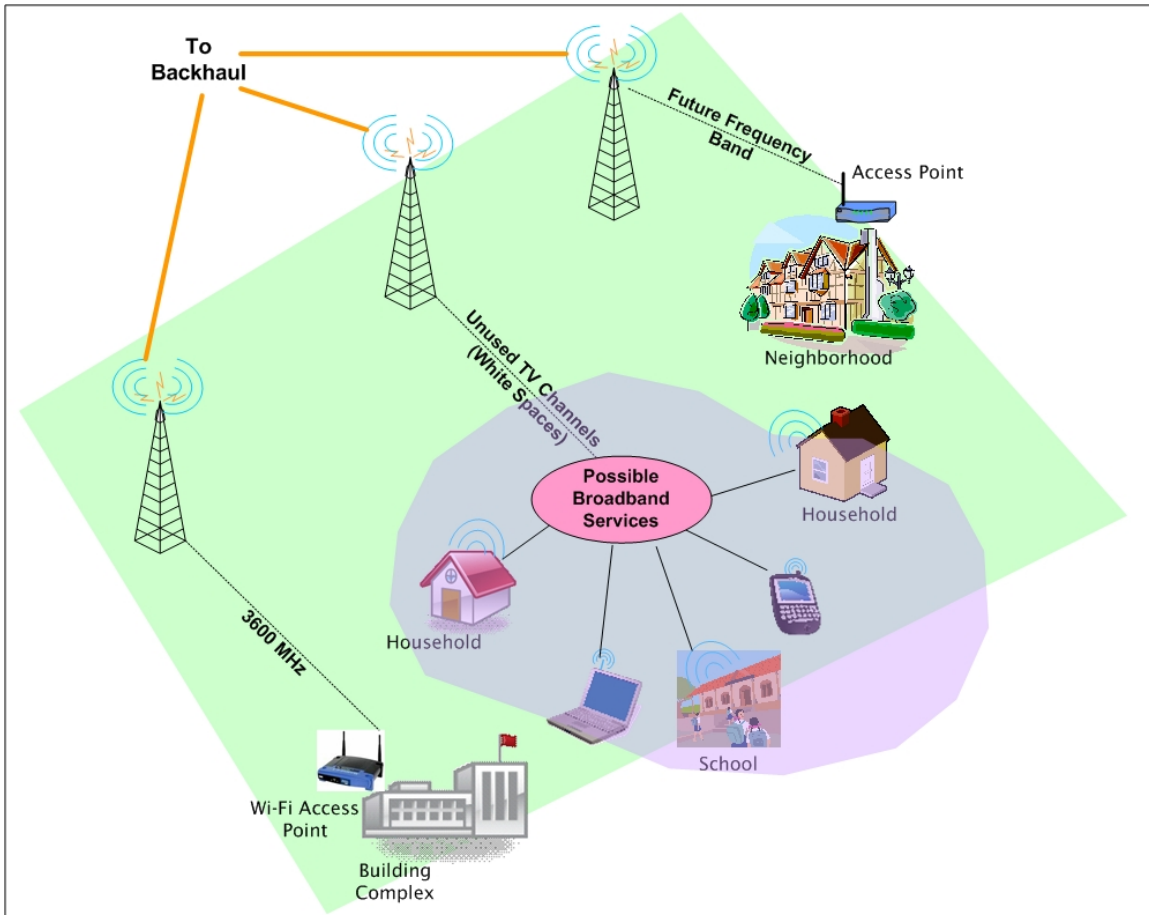 To
Backhaul
Future Frequency
Band
Access Point
Neighborhood
Unused TV Channels
(White Spaces)
Possible
Broadband
Services
Household
Household
3600 MHz
School
Wi-Fi Access
Point
Building
Complex